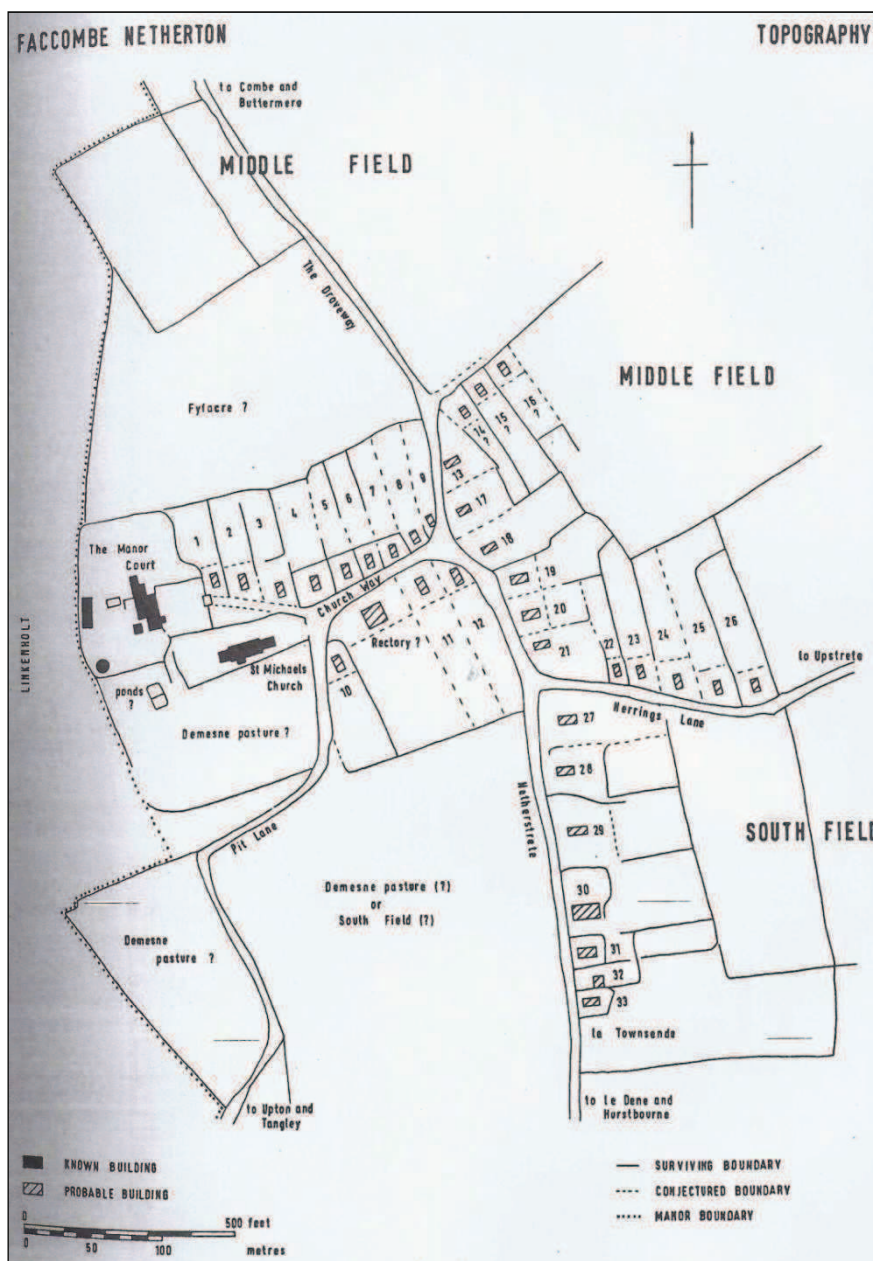 FACCOMBE NETHERTON
TOPOGRAPHY
to Combe and
Buttermere
MIDDLE FIELD
The Droveway
MIDDLE FIELD
Fylacre ?
14 ?
15 ?
16 ?
13
17
18
1
2
3
4
5
6
7
8
9
The Manor
Court
Church Way
LINKENHOLT
St Michaels
Church
Rectory ?
10
11
12
19
20
21
22
23
24
25
26
to Upstrete
ponds
?
Demesne pasture ?
Herrings Lane
27
28
Netherstrete
29
SOUTH FIELD
Pit Lane
Demesne pasture (?)
or
South Field (?)
30
31
32
33
Demesne
pasture ?
le Townsende
to Upton and
Tangley
to le Dene and
Hurstbourne
KNOWN BUILDING
PROBABLE BUILDING
SURVIVING BOUNDARY
CONJECTURED BOUNDARY
MANOR BOUNDARY
0 500 feet
0 50 100
metres